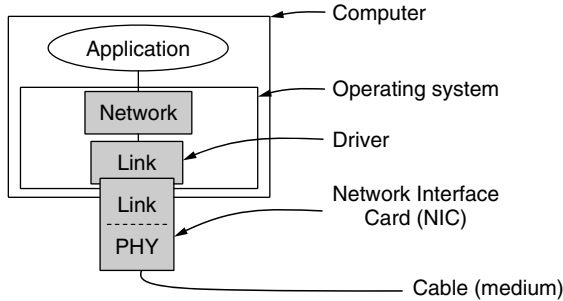 Computer
Application
Operating system
Network
Driver
Link
Link
Network Interface
Card (NIC)
PHY
Cable (medium)